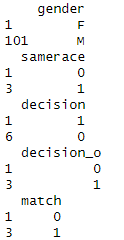 gender
1 F
101 M
samerace
1 0
3 1
decision
1 1
6 0
decision_o
1 0
3 1
match
1 0
3 1